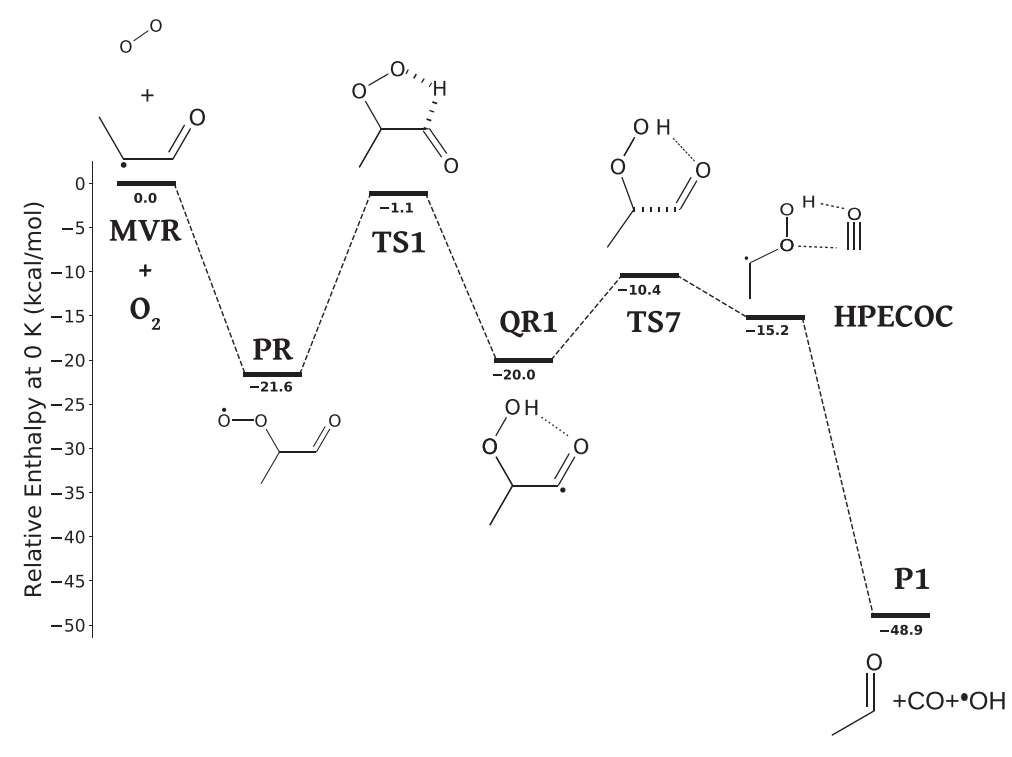 O
O
+
O
Relative Enthalpy at 0 K (kcal/mol)
0
−5
−10
−15
−20
−25
−30
−35
−40
−45
−50
0.0
MVR
+
O2
PR
−21.6
O O O
O
O H
O
−1.1
TS1
QR1
−20.0
OH
O O
O H
O O
−10.4
TS7
O H O
O
−15.2
HPECOC
P1
−48.9
O
+CO+•OH